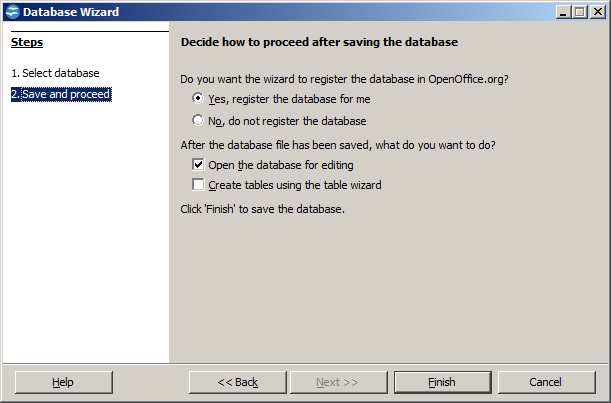 Database Wizard
Steps
1. Select database
2. Save and proceed
Decide how to proceed after saving the database
Do you want the wizard to register the database in OpenOffice.org?
Yes, register the database for me
No, do not register the database
After the database file has been saved, what do you want to do?
Open the database for editing
Create tables using the table wizard
Click 'Finish' to save the database.
Help
<< Back
Next >>
Finish
Cancel